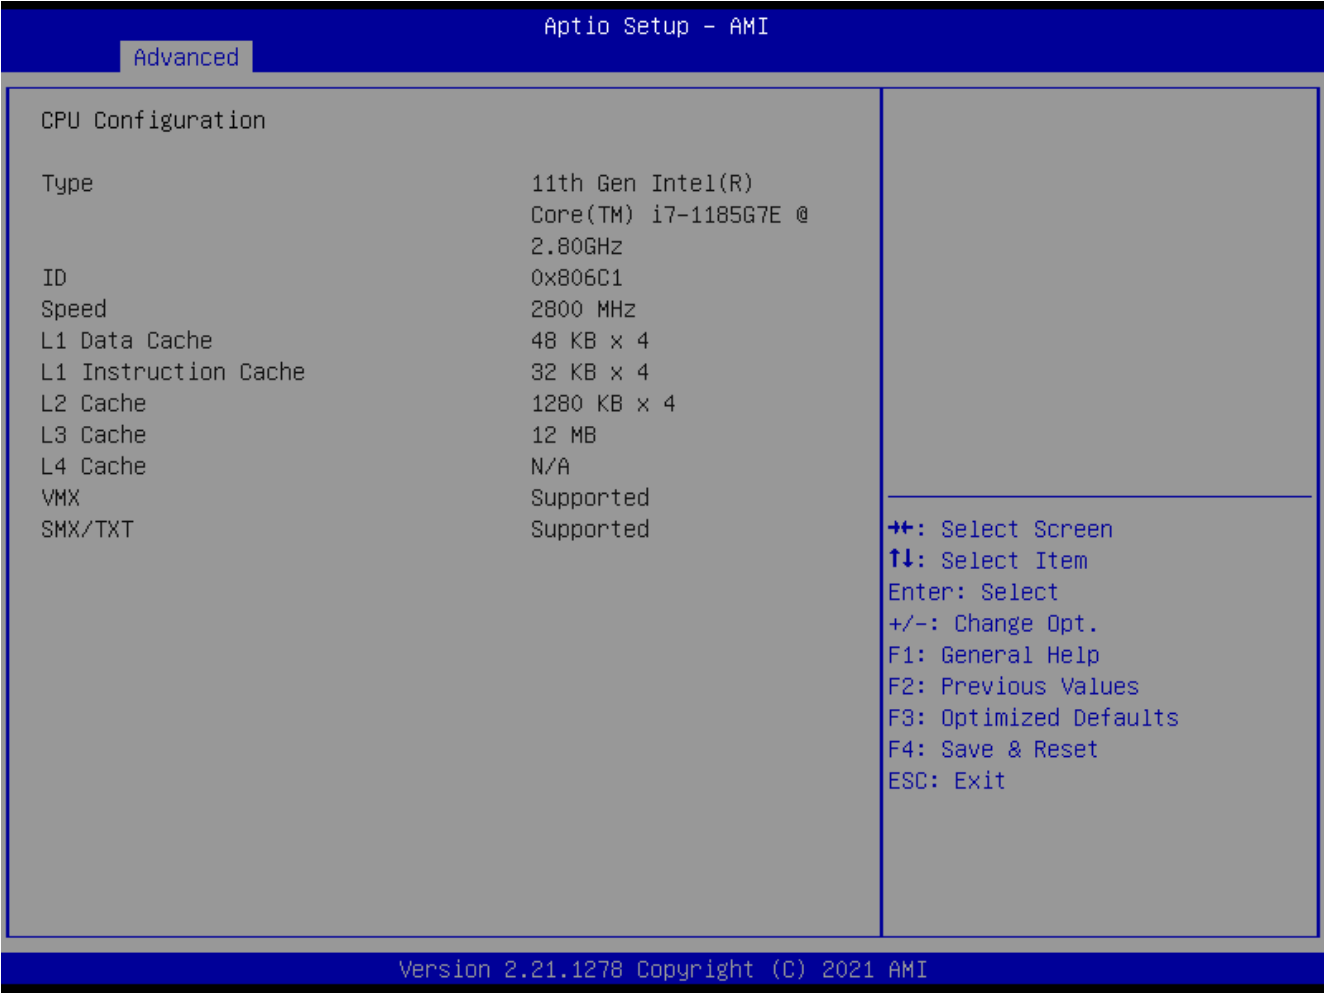 Aptio Setup – AMI
Advanced
CPU Configuration
Type 11th Gen Intel(R)
Core(TM) i7-1185G7E @
2.80GHz
ID 0x806C1
Speed 2800 MHz
L1 Data Cache 48 KB x 4
L1 Instruction Cache 32 KB x 4
L2 Cache 1280 KB x 4
L3 Cache 12 MB
L4 Cache N/A
VMX Supported
SMX/TXT Supported
→←: Select Screen
↑↓: Select Item
Enter: Select
+/-: Change Opt.
F1: General Help
F2: Previous Values
F3: Optimized Defaults
F4: Save & Reset
ESC: Exit
Version 2.21.1278 Copyright (C) 2021 AMI